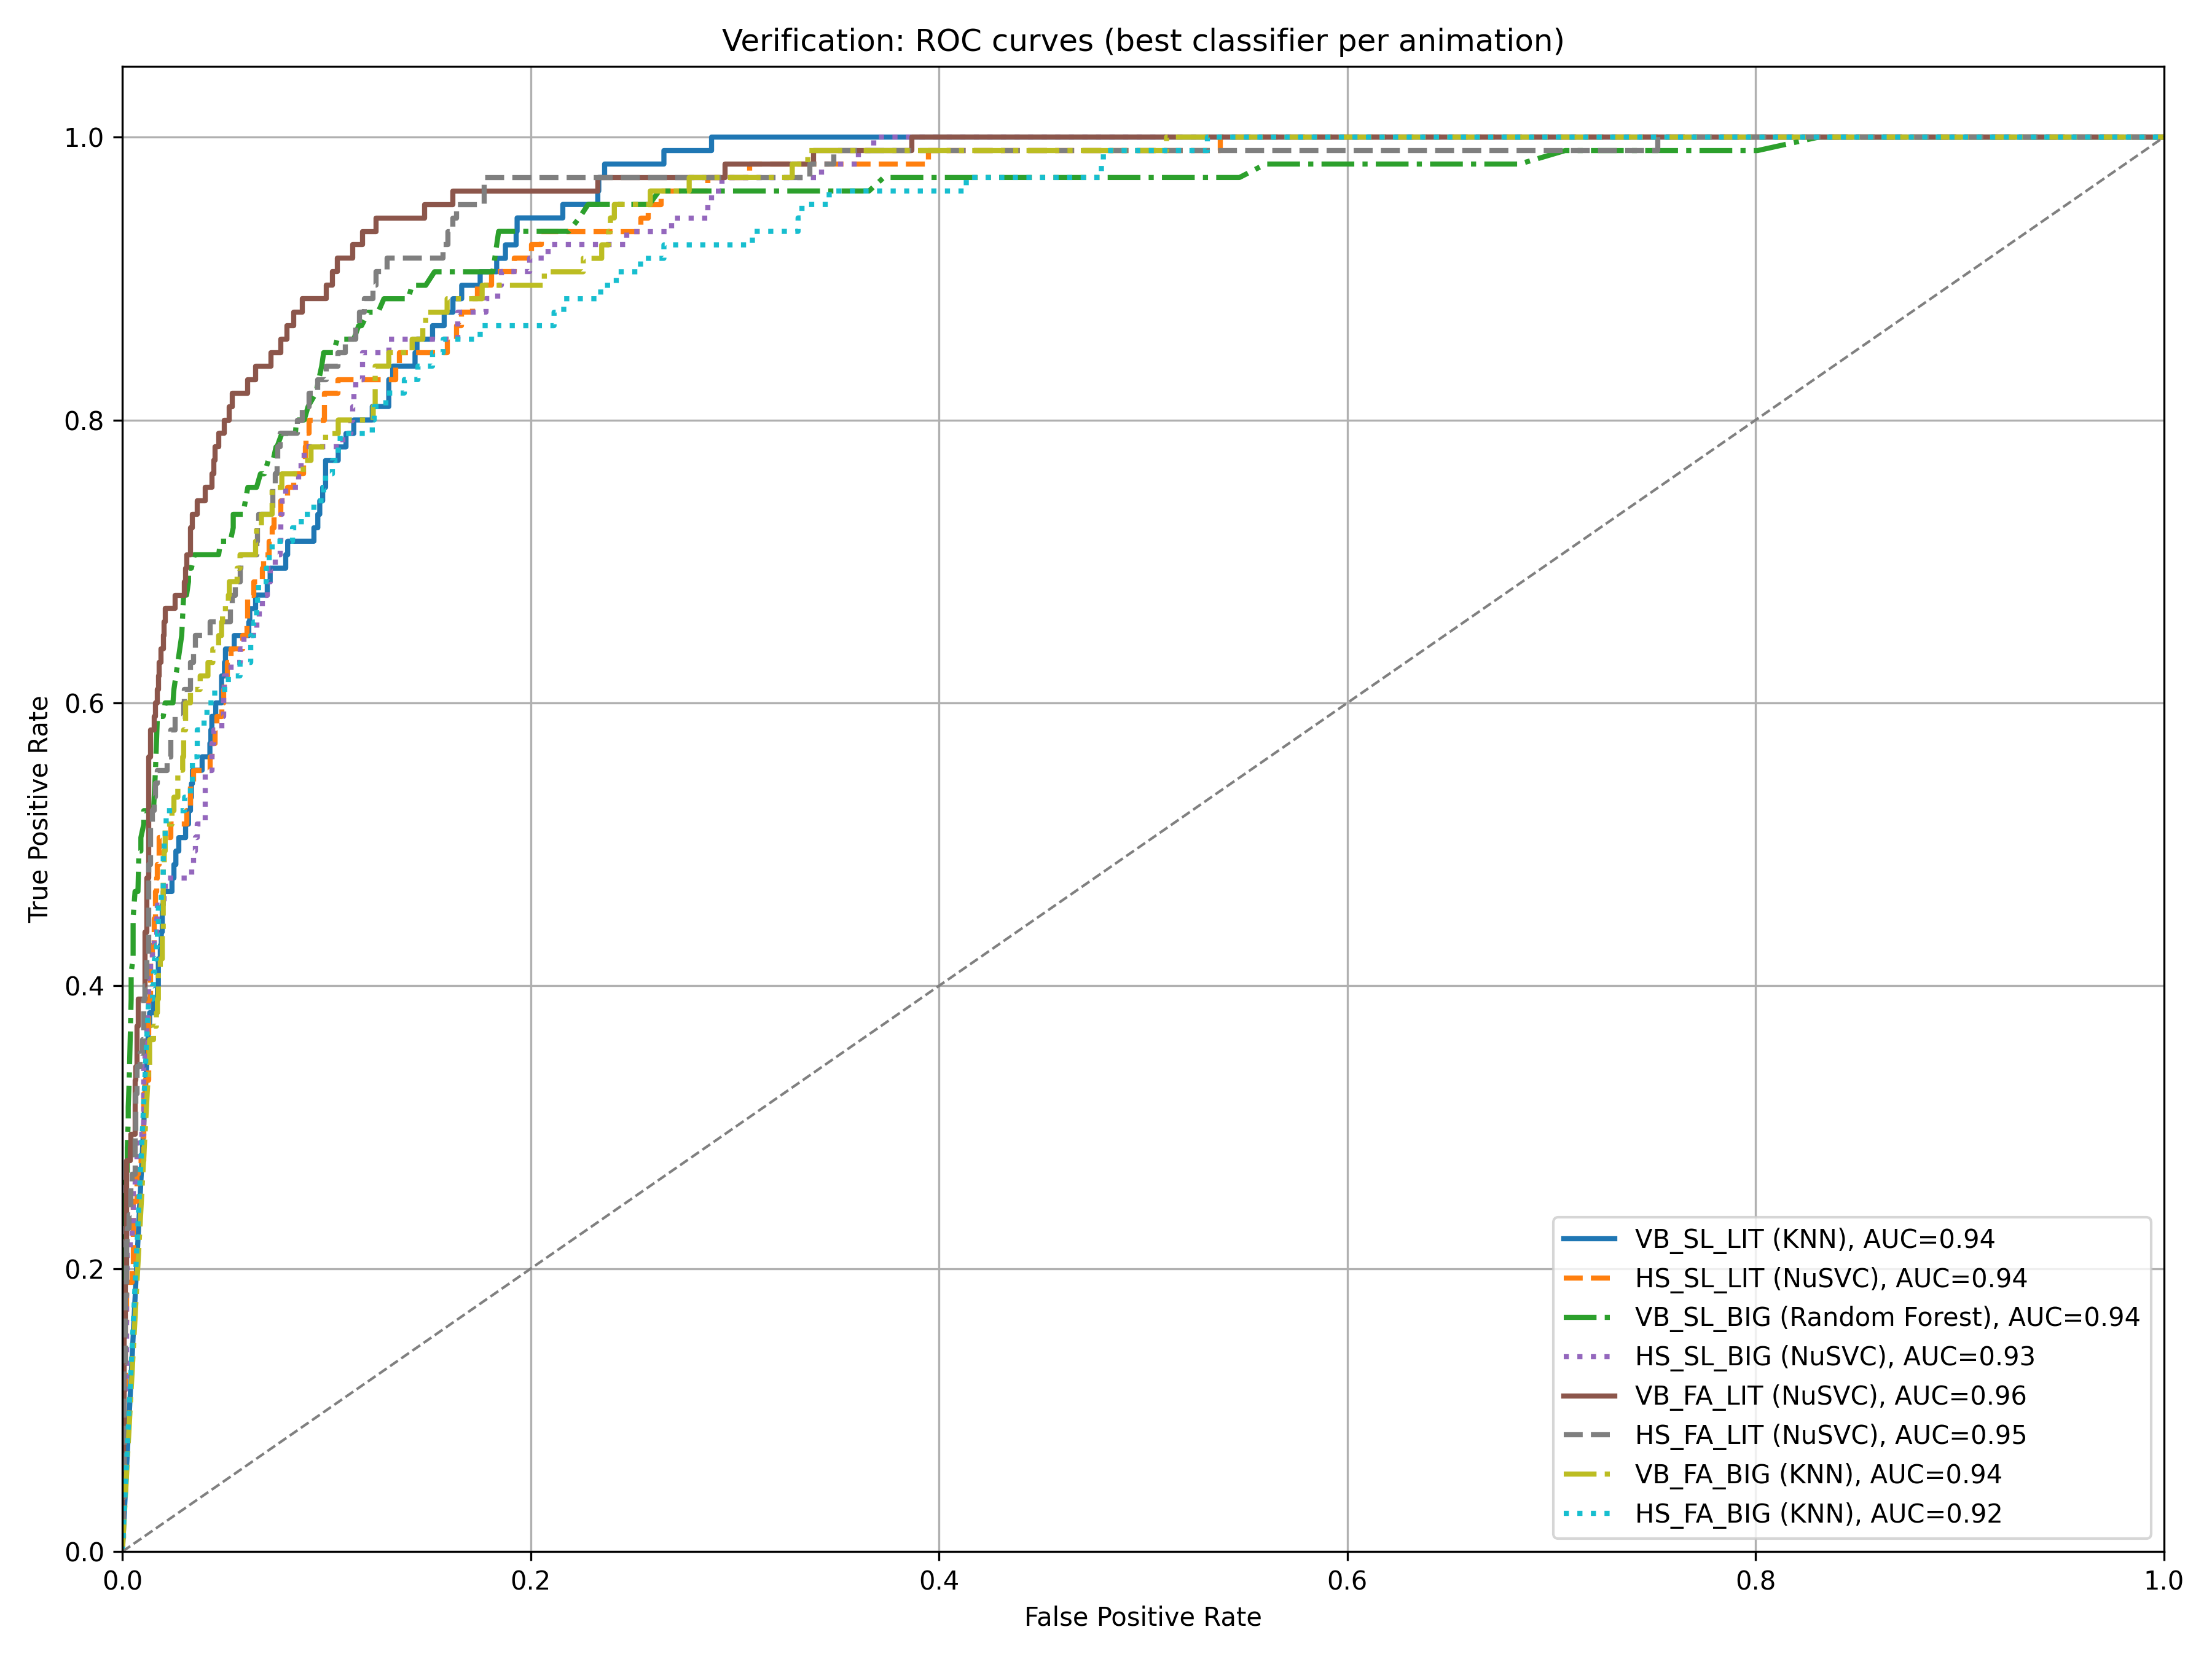 Verification: ROC curves (best classifier per animation)
1.0
0.8
0.6
0.4
0.2
0.0
True Positive Rate
0.0 0.2 0.4 0.6 0.8 1.0
False Positive Rate
VB_SL_LIT (KNN), AUC=0.94
HS_SL_LIT (NuSVC), AUC=0.94
VB_SL_BIG (Random Forest), AUC=0.94
HS_SL_BIG (NuSVC), AUC=0.93
VB_FA_LIT (NuSVC), AUC=0.96
HS_FA_LIT (NuSVC), AUC=0.95
VB_FA_BIG (KNN), AUC=0.94
HS_FA_BIG (KNN), AUC=0.92